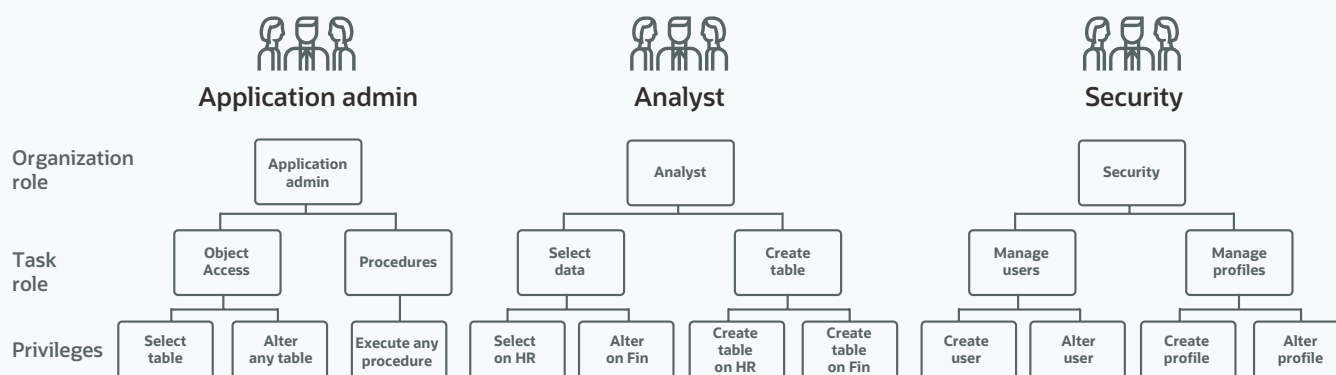 Application admin
Analyst
Security
Organization
role
Application
admin
Analyst
Security
Task
role
Object
Access
Procedures
Select
data
Create
table
Manage
users
Manage
profiles
Privileges
Select
table
Alter
any table
Execute any
procedure
Select
on HR
Alter
on Fin
Create
table
on HR
Create
table
on Fin
Create
user
Alter
user
Create
profile
Alter
profile